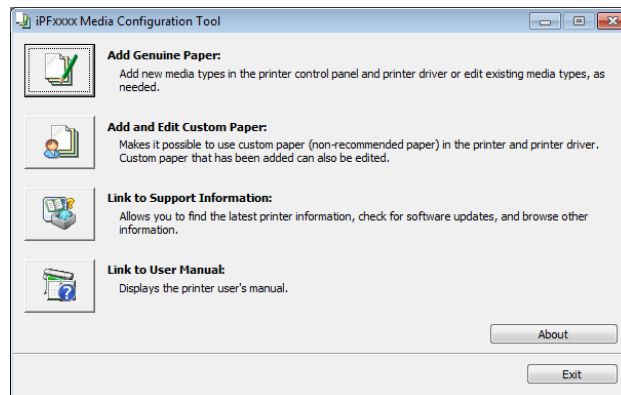 iPFxxxx Media Configuration Tool
Add Genuine Paper:
Add new media types in the printer control panel and printer driver or edit existing media types, as
needed.
Add and Edit Custom Paper:
Makes it possible to use custom paper (non-recommended paper) in the printer and printer driver.
Custom paper that has been added can also be edited.
Link to Support Information:
Allows you to find the latest printer information, check for software updates, and browse other
information.
Link to User Manual:
Displays the printer user's manual.
About
Exit